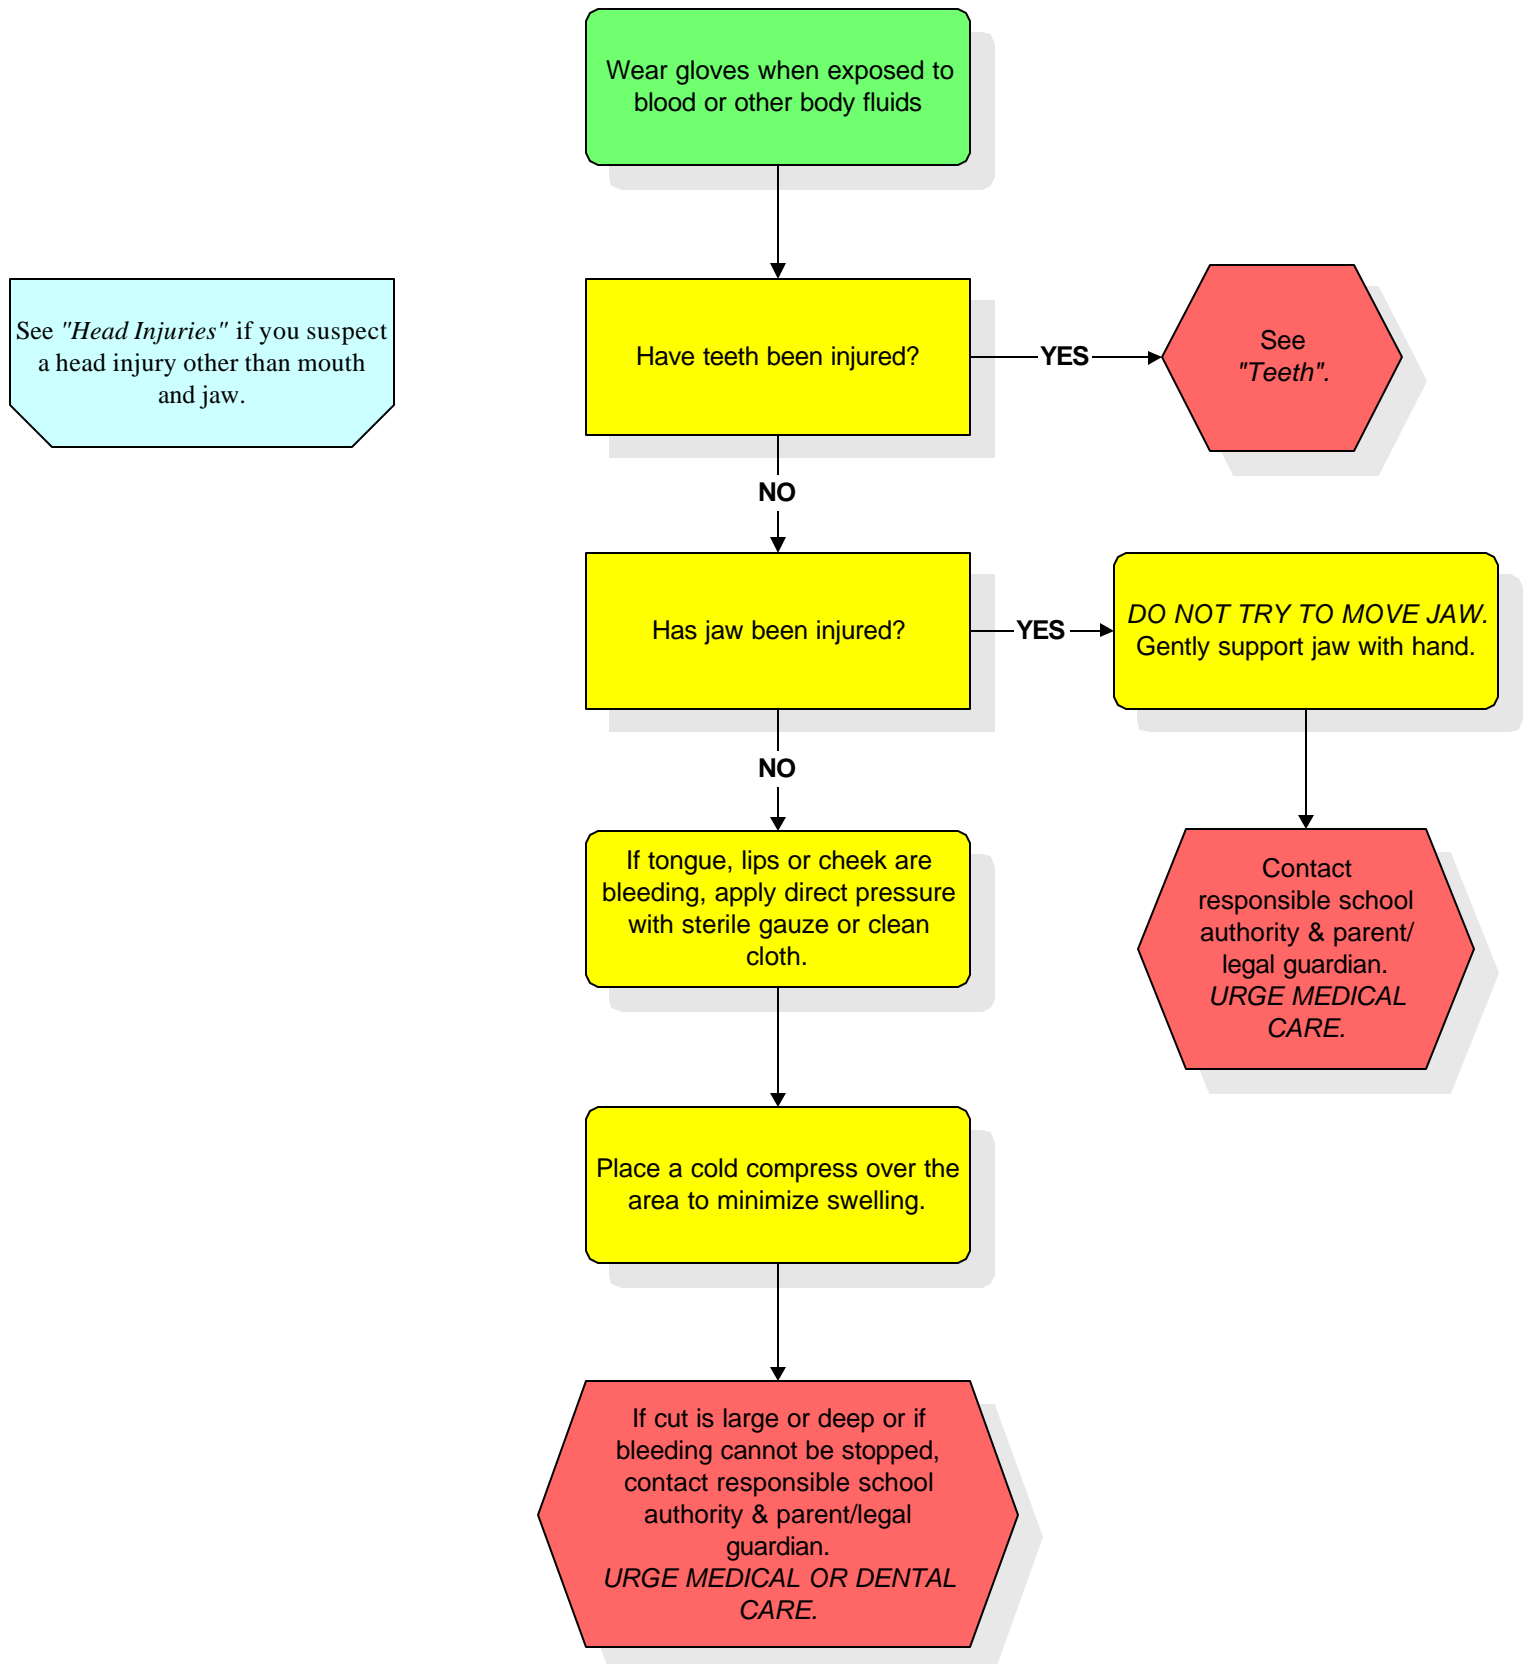 Wear gloves when exposed to
blood or other body fluids
See "Head Injuries" if you suspect
a head injury other than mouth
and jaw.
Have teeth been injured?
YES
See
"Teeth".
NO
Has jaw been injured?
YES
DO NOT TRY TO MOVE JAW.
Gently support jaw with hand.
NO
If tongue, lips or cheek are
bleeding, apply direct pressure
with sterile gauze or clean
cloth.
Contact
responsible school
authority & parent/
legal guardian.
URGE MEDICAL
CARE.
Place a cold compress over the
area to minimize swelling.
If cut is large or deep or if
bleeding cannot be stopped,
contact responsible school
authority & parent/legal
guardian.
URGE MEDICAL OR DENTAL
CARE.